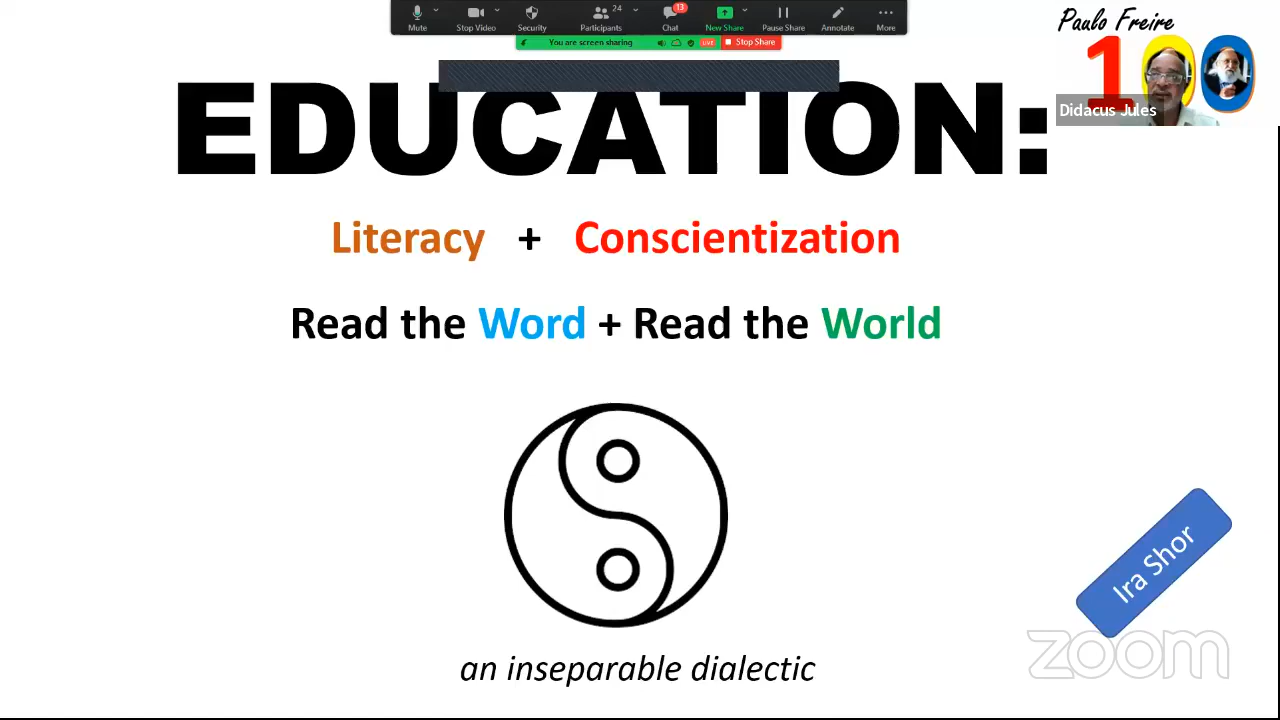 Mute
Stop Video
Security
Participants
24
Chat
13
New Share
Pause Share
Annotate
More
You are screen sharing
LIVE
Stop Share
Paulo Freire
100
Didacus Jules
EDUCATION:
Literacy + Conscientization
Read the Word + Read the World
Ira Shor
zoom
an inseparable dialectic